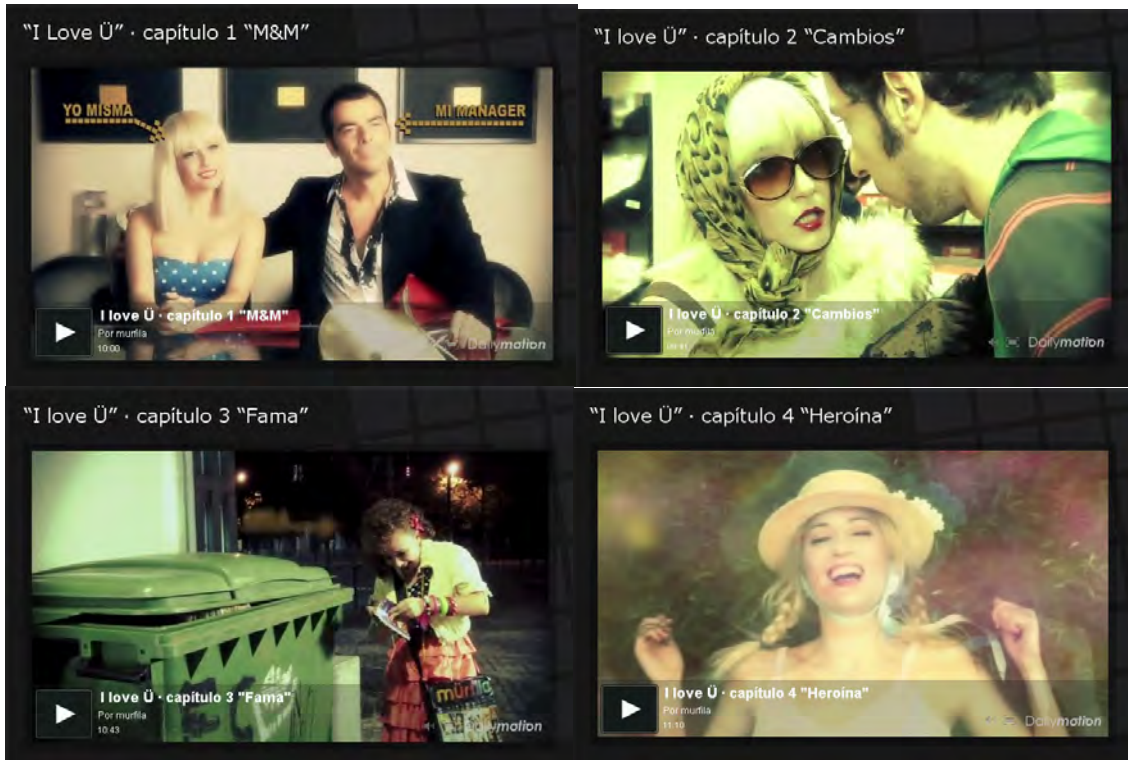 “I Love Ü” · capítulo 1 “M&M”
YO MISMA
MI MANAGER
I love Ü · capítulo 1 "M&M"
Por murfila
10:00
Dailymotion
“I love Ü” · capítulo 2 “Cambios”
I love Ü · capítulo 2 "Cambios"
Por murfila
Dailymotion
“I love Ü” · capítulo 3 “Fama”
mürfila
I love Ü · capítulo 3 "Fama"
Por murfila
10:43
Dailymotion
“I love Ü” · capítulo 4 “Heroína”
I love Ü · capítulo 4 "Heroína"
Por murfila
11:10
Dailymotion